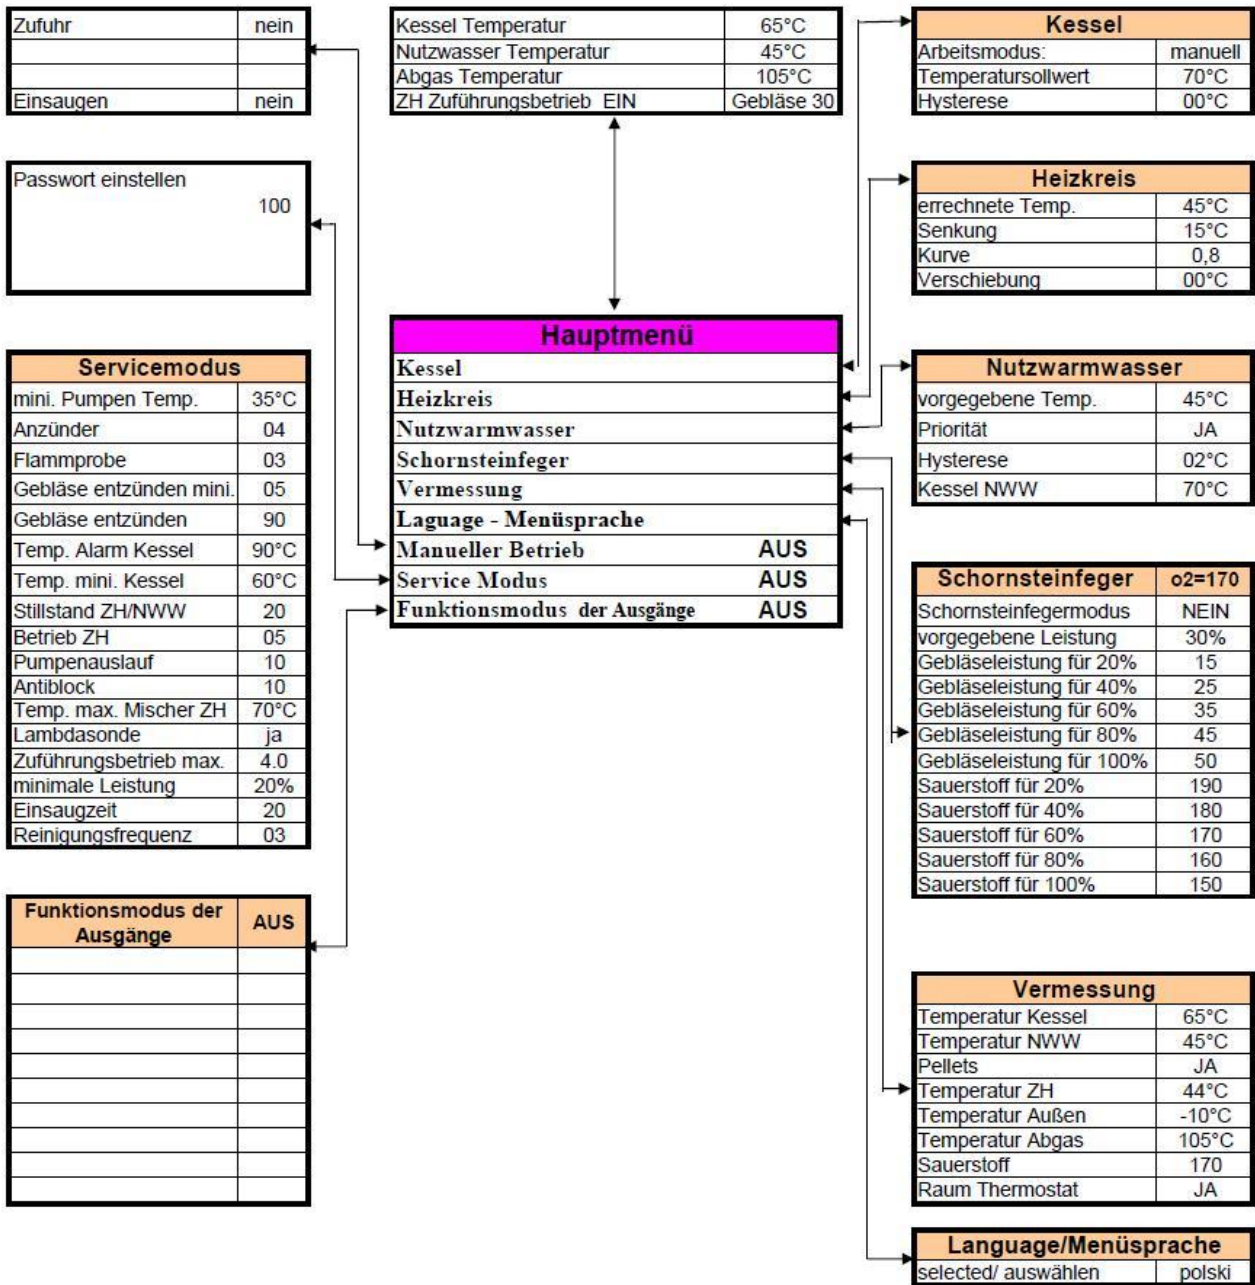 Zufuhr nein
Einsaugen nein
Kessel Temperatur 65°C
Nutzwasser Temperatur 45°C
Abgas Temperatur 105°C
ZH Zuführungsbetrieb EIN Gebläse 30
Kessel
Arbeitsmodus: manuell
Temperatursollwert 70°C
Hysterese 00°C
Passwort einstellen
100
Heizkreis
errechnete Temp. 45°C
Senkung 15°C
Kurve 0,8
Verschiebung 00°C
Hauptmenü
Kessel
Heizkreis
Nutzwarmwasser
Schornsteinfeger
Vermessung
Laguage - Menüsprache
Manueller Betrieb AUS
Service Modus AUS
Funktionsmodus der Ausgänge AUS
Servicemodus
mini. Pumpen Temp. 35°C
Anzünder 04
Flammprobe 03
Gebläse entzünden mini. 05
Gebläse entzünden 90
Temp. Alarm Kessel 90°C
Temp. mini. Kessel 60°C
Stillstand ZH/NWW 20
Betrieb ZH 05
Pumpenauslauf 10
Antiblock 10
Temp. max. Mischer ZH 70°C
Lambdasonde ja
Zuführungsbetrieb max. 4.0
minimale Leistung 20%
Einsaugzeit 20
Reinigungsfrequenz 03
Nutzwarmwasser
vorgegebene Temp. 45°C
Priorität JA
Hysterese 02°C
Kessel NWW 70°C
Schornsteinfeger o2=170
Schornsteinfegermodus NEIN
vorgegebene Leistung 30%
Gebläseleistung für 20% 15
Gebläseleistung für 40% 25
Gebläseleistung für 60% 35
Gebläseleistung für 80% 45
Gebläseleistung für 100% 50
Sauerstoff für 20% 190
Sauerstoff für 40% 180
Sauerstoff für 60% 170
Sauerstoff für 80% 160
Sauerstoff für 100% 150
Funktionsmodus der
Ausgänge AUS
Vermessung
Temperatur Kessel 65°C
Temperatur NWW 45°C
Pellets JA
Temperatur ZH 44°C
Temperatur Außen -10°C
Temperatur Abgas 105°C
Sauerstoff 170
Raum Thermostat JA
Language/Menüsprache
selected/ auswählen polski